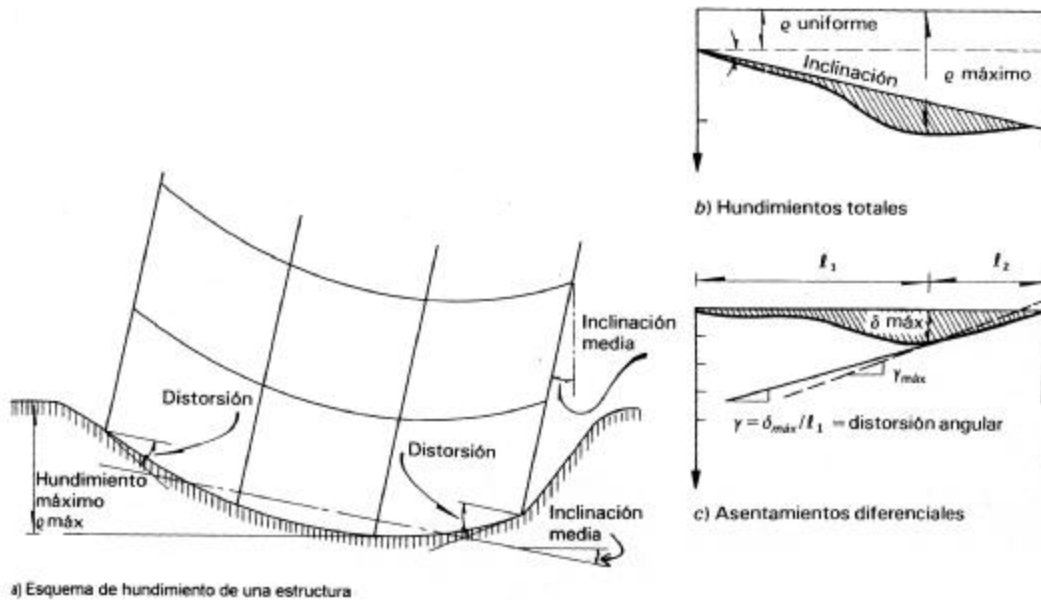 ϱ uniforme
Inclinación
ϱ máximo
b) Hundimientos totales
ℓ₁
ℓ₂
δ máx
γmáx
γ = δmáx/ℓ₁ = distorsión angular
c) Asentamientos diferenciales
Inclinación
media
Distorsión
Distorsión
Hundimiento
máximo
ϱ máx
Inclinación
media
a) Esquema de hundimiento de una estructura